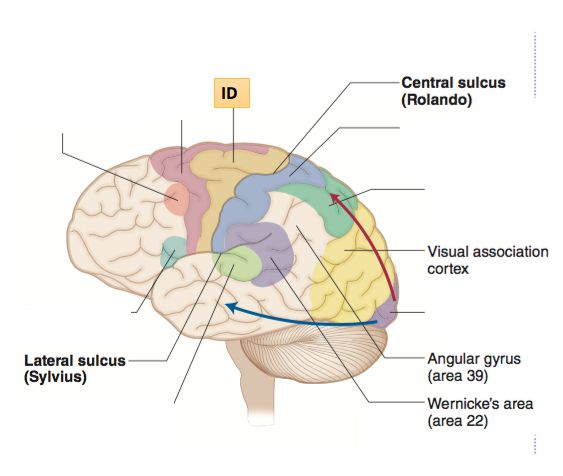 ID
Central sulcus
(Rolando)
Visual association
cortex
Lateral sulcus
(Sylvius)
Angular gyrus
(area 39)
Wernicke's area
(area 22)